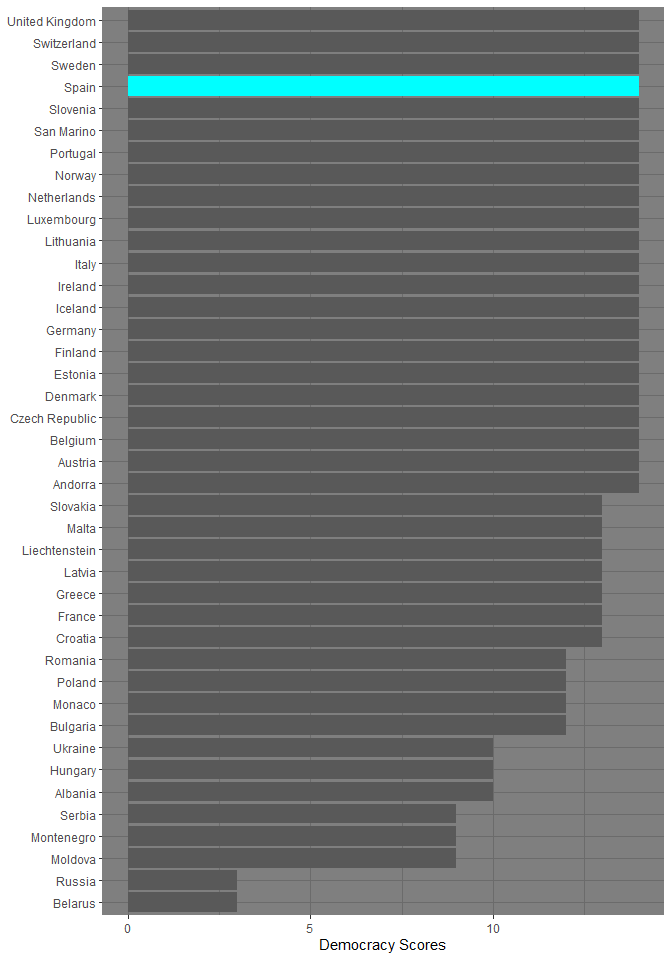 United Kingdom
Switzerland
Sweden
Spain
Slovenia
San Marino
Portugal
Norway
Netherlands
Luxembourg
Lithuania
Italy
Ireland
Iceland
Germany
Finland
Estonia
Denmark
Czech Republic
Belgium
Austria
Andorra
Slovakia
Malta
Liechtenstein
Latvia
Greece
France
Croatia
Romania
Poland
Monaco
Bulgaria
Ukraine
Hungary
Albania
Serbia
Montenegro
Moldova
Russia
Belarus
0 5 10
Democracy Scores